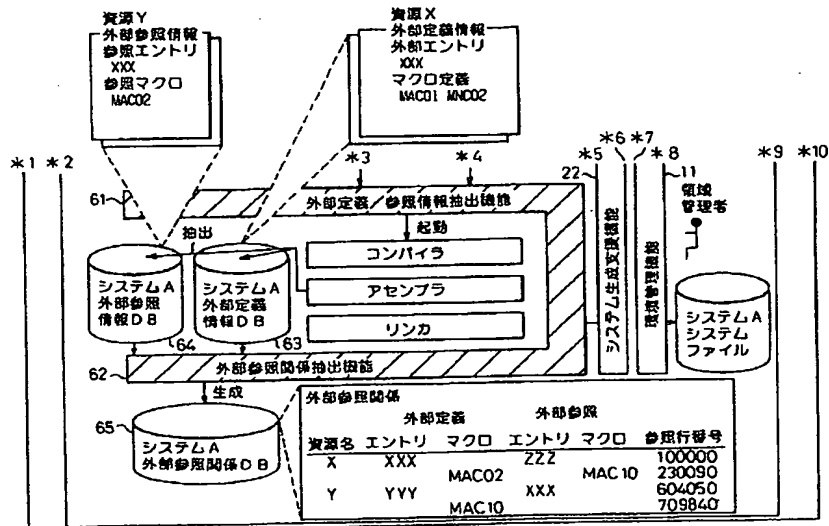 資源Y
外部参照情報
参照エントリ
XXX
参照マクロ
MAC02
資源X
外部定義情報
外部エントリ
XXX
マクロ定義
MAC01 MNC02
*1 *2
*3 *4
*5 *6 *7 *8
*9 *10
22
11
領域
管理者
61
外部定義/参照情報抽出機能
抽出
起動
コンパイラ
アセンブラ
リンカ
システムA
外部参照
情報DB
64
システムA
外部定義
情報DB
63
システム生成支援機能
環境管理機能
システムA
システム
ファイル
62
外部参照関係抽出機能
生成
65
システムA
外部参照関係DB
外部参照関係
外部定義 外部参照
資源名 エントリ マクロ エントリ マクロ 参照行番号
X XXX ZZZ 100000
MAC02 MAC10 230090
Y YYY XXX 604050
MAC10 709840